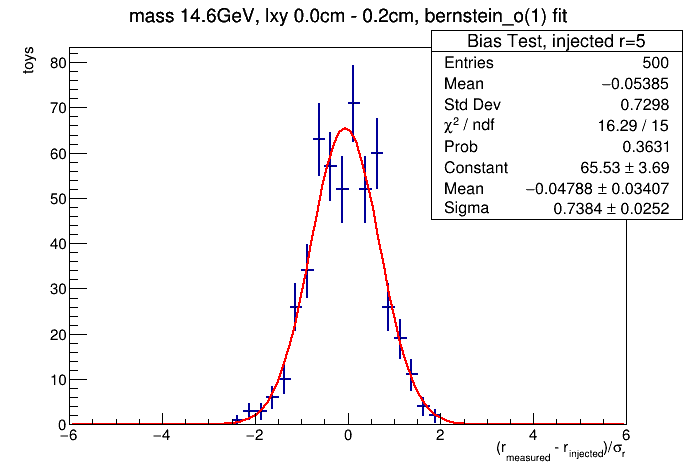 mass 14.6GeV, lxy 0.0cm - 0.2cm, bernstein_o(1) fit
Bias Test, injected r=5
Entries 500
Mean −0.05385
Std Dev 0.7298
χ² / ndf 16.29 / 15
Prob 0.3631
Constant 65.53 ± 3.69
Mean −0.04788 ± 0.03407
Sigma 0.7384 ± 0.0252
toys
80
70
60
50
40
30
20
10
0
−6 −4 −2 0 2 4 6
(r_measured - r_injected)/σ_r